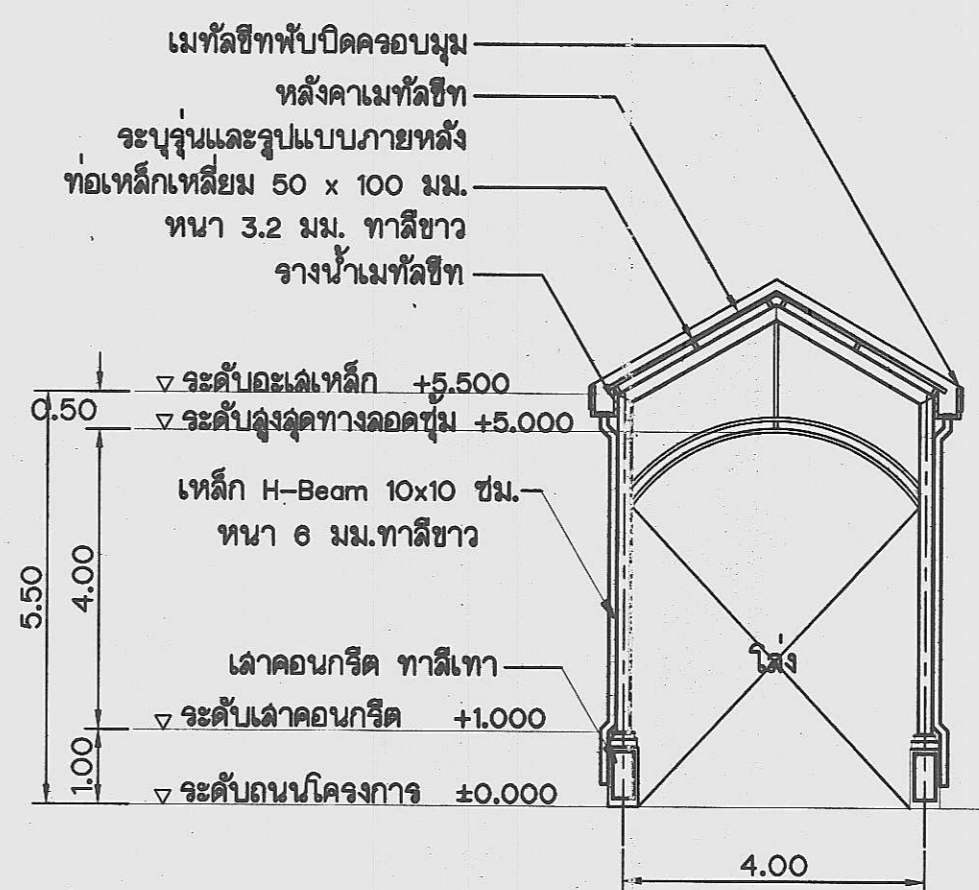 เมทัลชีทพับปิดครอบมุม
หลังคาเมทัลชีท
ระบุรุ่นและรูปแบบภายหลัง
ท่อเหล็กเหลี่ยม 50 x 100 มม.
หนา 3.2 มม. ทาสีขาว
รางน้ำเมทัลชีท
▽ ระดับอะเสเหล็ก +5.500
0.50
▽ ระดับสูงสุดทางลอดซุ้ม +5.000
เหล็ก H-Beam 10x10 ซม.
หนา 6 มม.ทาสีขาว
5.50
4.00
เสาคอนกรีต ทาสีเทา
โล่ง
▽ ระดับเสาคอนกรีต +1.000
1.00
▽ ระดับถนนโครงการ ±0.000
4.00